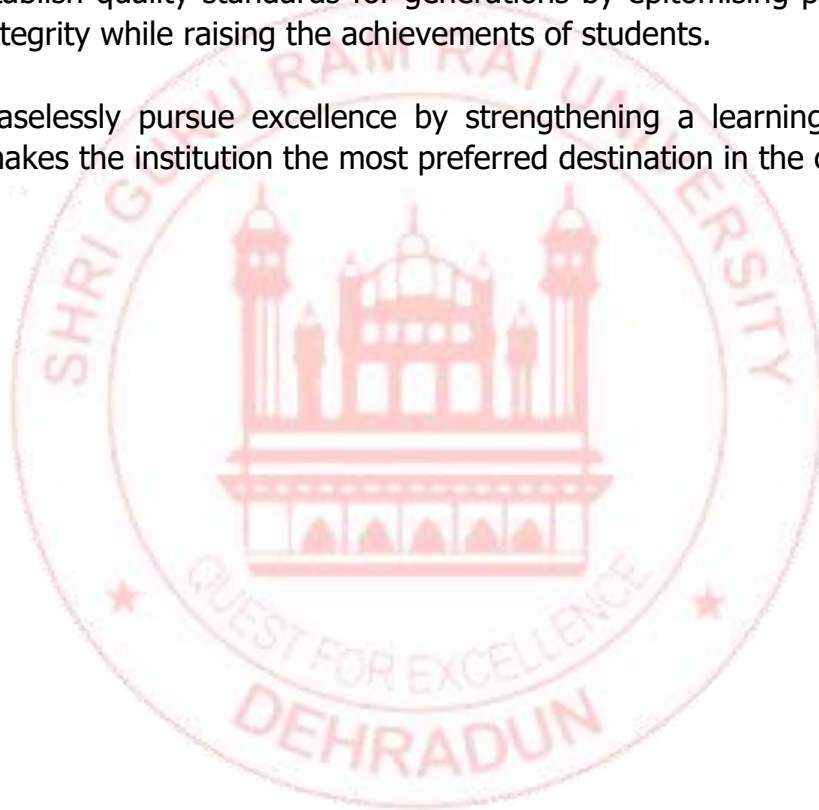 tablish quality standards for generations by epitomising
tegrity while raising the achievements of students.
aselessly pursue excellence by strengthening a learning
makes the institution the most preferred destination in the
SHRI GURU RAM RAI UNIVERSITY
QUEST FOR EXCELLENCE
DEHRADUN